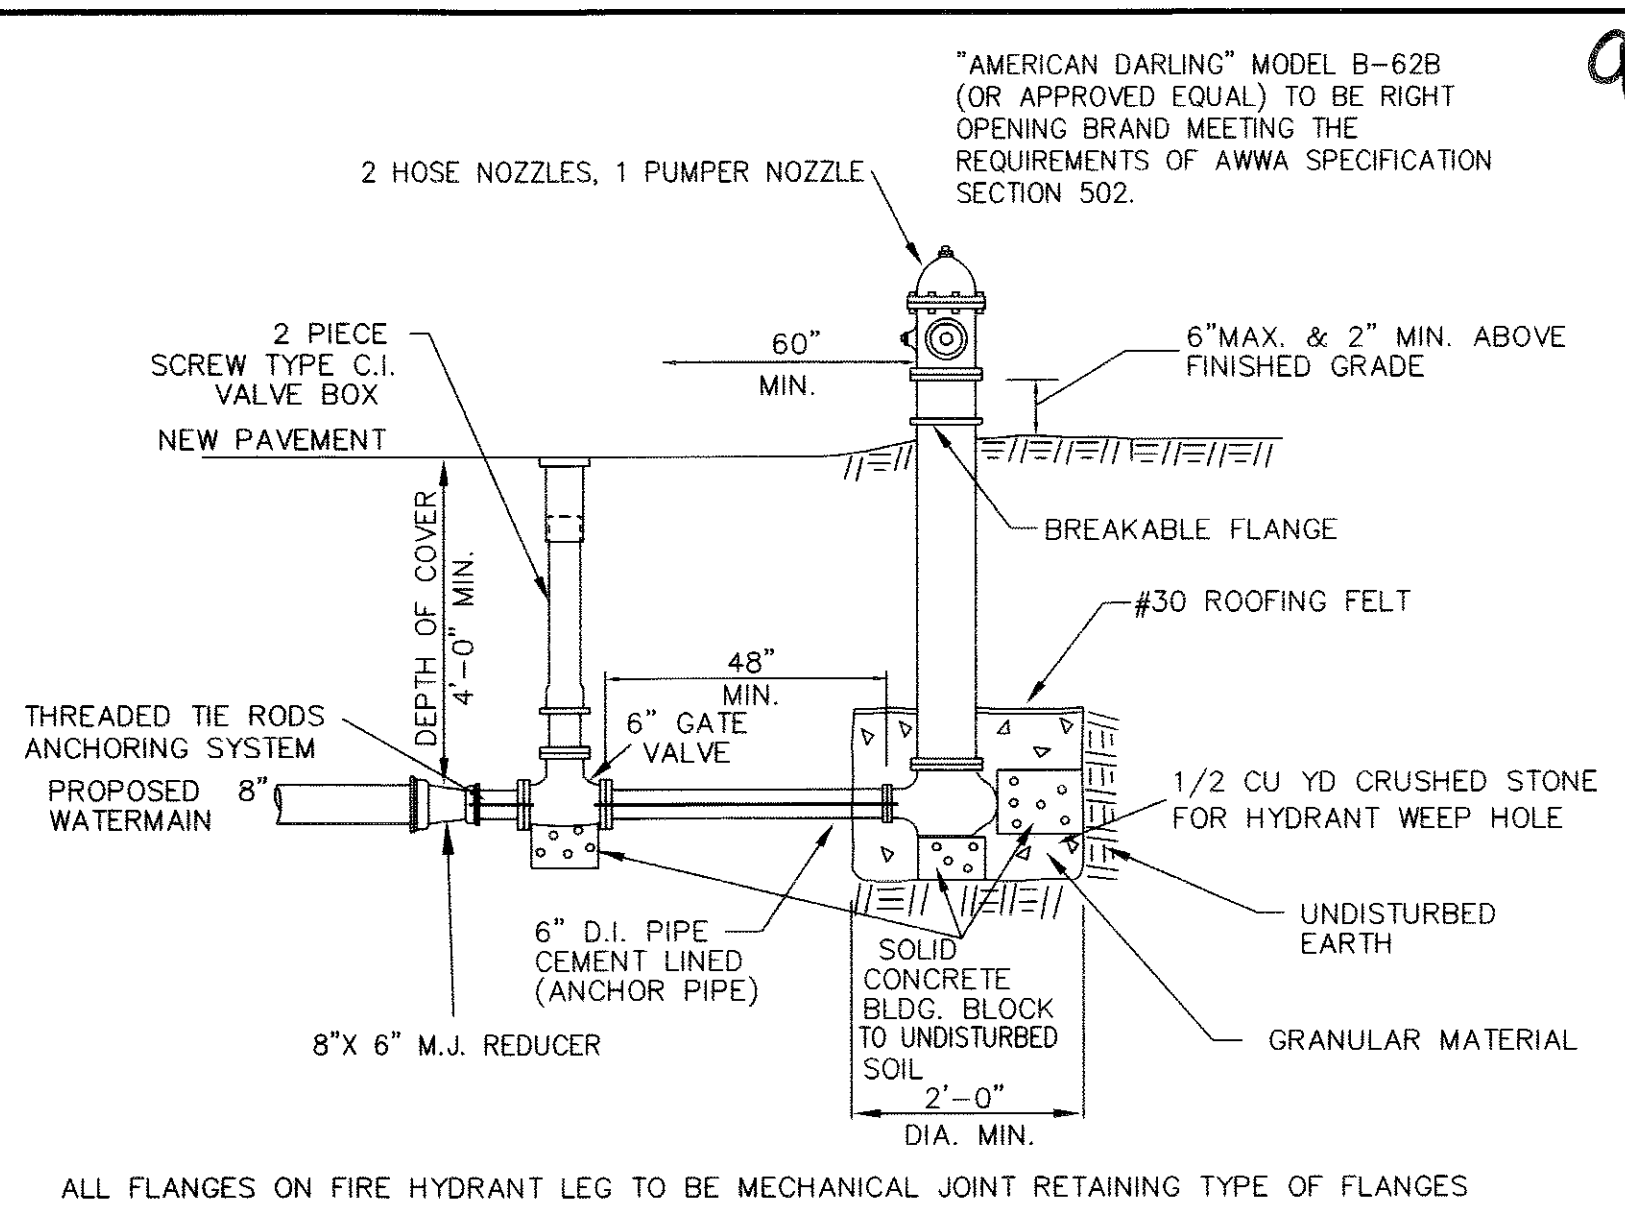 "AMERICAN DARLING" MODEL B-62B
(OR APPROVED EQUAL) TO BE RIGHT
OPENING BRAND MEETING THE
REQUIREMENTS OF AWWA SPECIFICATION
SECTION 502.
2 HOSE NOZZLES, 1 PUMPER NOZZLE
2 PIECE
SCREW TYPE C.I.
VALVE BOX
NEW PAVEMENT
60"
MIN.
6"MAX. & 2" MIN. ABOVE
FINISHED GRADE
BREAKABLE FLANGE
#30 ROOFING FELT
DEPTH OF COVER
4'-0" MIN.
48"
MIN.
6" GATE
VALVE
THREADED TIE RODS
ANCHORING SYSTEM
PROPOSED 8"
WATERMAIN
1/2 CU YD CRUSHED STONE
FOR HYDRANT WEEP HOLE
6" D.I. PIPE
CEMENT LINED
(ANCHOR PIPE)
SOLID
CONCRETE
BLDG. BLOCK
TO UNDISTURBED
SOIL
UNDISTURBED
EARTH
8"X 6" M.J. REDUCER
GRANULAR MATERIAL
2'-0"
DIA. MIN.
ALL FLANGES ON FIRE HYDRANT LEG TO BE MECHANICAL JOINT RETAINING TYPE OF FLANGES